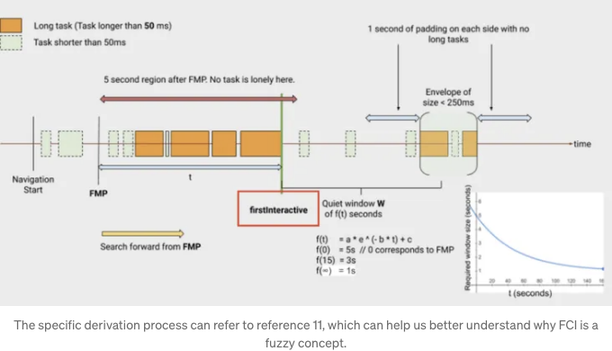 Long task (Task longer than 50 ms)
Task shorter than 50ms
1 second of padding on each side with no
long tasks
5 second region after FMP. No task is lonely here.
Envelope of
size < 250ms
time
Navigation
Start
FMP
t
firstInteractive
Quiet window W
of f(t) seconds
Search forward from FMP
f(t) = a * e ^ (- b * t) + c
f(0) = 5s // 0 corresponds to FMP
f(15) = 3s
f(∞) = 1s
Required window size (seconds)
6
5
4
3
2
1
20 40 60 80 100 120 140
t (seconds)
The specific derivation process can refer to reference 11, which can help us better understand why FCI is a
fuzzy concept.